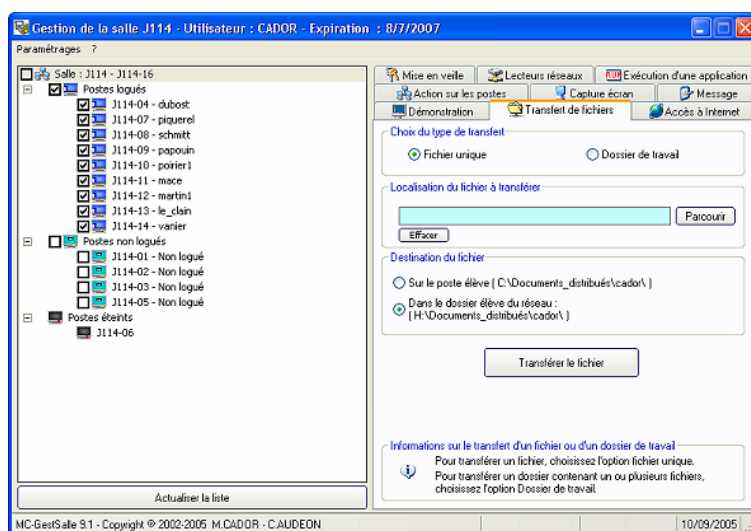 Gestion de la salle J114 - Utilisateur : CADOR - Expiration : 8/7/2007
Paramétrages ?
Salle : J114 - J114-16
Postes logués
J114-04 - dubost
J114-07 - piquerel
J114-08 - schmitt
J114-09 - papouin
J114-10 - poirier1
J114-11 - mace
J114-12 - martin1
J114-13 - le_clain
J114-14 - vanier
Postes non logués
J114-01 - Non logué
J114-02 - Non logué
J114-03 - Non logué
J114-05 - Non logué
Postes éteints
J114-06
Actualiser la liste
Mise en veille Lecteurs réseaux RUN Exécution d'une application
Action sur les postes Capture écran Message
Démonstration Transfert de fichiers Accès à Internet
Choix du type de transfert
Fichier unique Dossier de travail
Localisation du fichier à transférer
Parcourir
Effacer
Destination du fichier
Sur le poste élève ( C:\Documents_distribués\cador\ )
Dans le dossier élève du réseau :
( H:\Documents_distribués\cador\ )
Transférer le fichier
Informations sur le transfert d'un fichier ou d'un dossier de travail
Pour transférer un fichier, choisissez l'option fichier unique.
Pour transférer un dossier contenant un ou plusieurs fichiers,
choisissez l'option Dossier de travail.
MC-GestSalle 9.1 - Copyright © 2002-2005 M.CADOR - C.AUDEON 10/09/2005